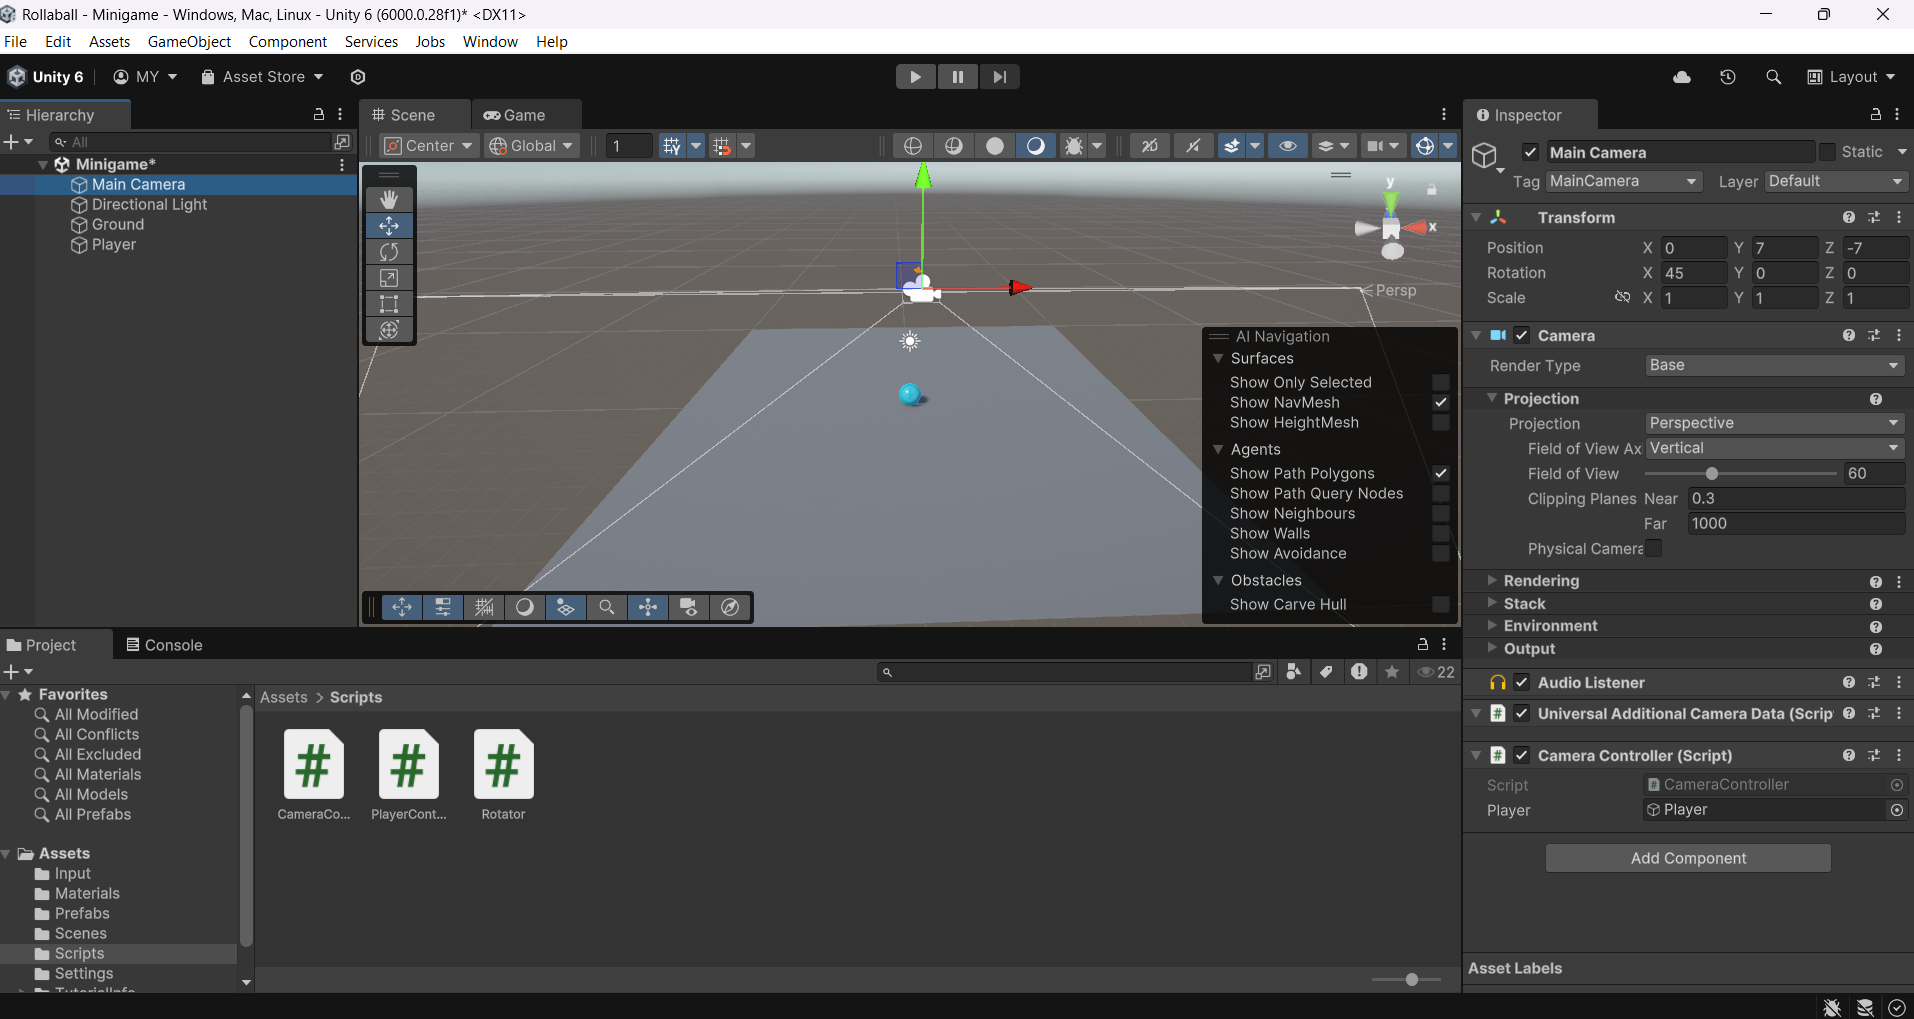 Rollaball - Minigame - Windows, Mac, Linux - Unity 6 (6000.0.28f1)* <DX11>
File Edit Assets GameObject Component Services Jobs Window Help
Unity 6 MY Asset Store Layout
Hierarchy
All
Minigame*
Main Camera
Directional Light
Ground
Player
Scene Game
Center Global 1 2D
y
x
Persp
AI Navigation
Surfaces
Show Only Selected
Show NavMesh
Show HeightMesh
Agents
Show Path Polygons
Show Path Query Nodes
Show Neighbours
Show Walls
Show Avoidance
Obstacles
Show Carve Hull
Inspector
Main Camera Static
Tag MainCamera Layer Default
Transform
Position X 0 Y 7 Z -7
Rotation X 45 Y 0 Z 0
Scale X 1 Y 1 Z 1
Camera
Render Type Base
Projection
Projection Perspective
Field of View Ax Vertical
Field of View 60
Clipping Planes Near 0.3
Far 1000
Physical Camera
Rendering
Stack
Environment
Output
Audio Listener
Universal Additional Camera Data (Scrip
Camera Controller (Script)
Script CameraController
Player Player
Add Component
Asset Labels
Project Console
22
Favorites
All Modified
All Conflicts
All Excluded
All Materials
All Models
All Prefabs
Assets
Input
Materials
Prefabs
Scenes
Scripts
Settings
Assets > Scripts
CameraCo... PlayerCont... Rotator